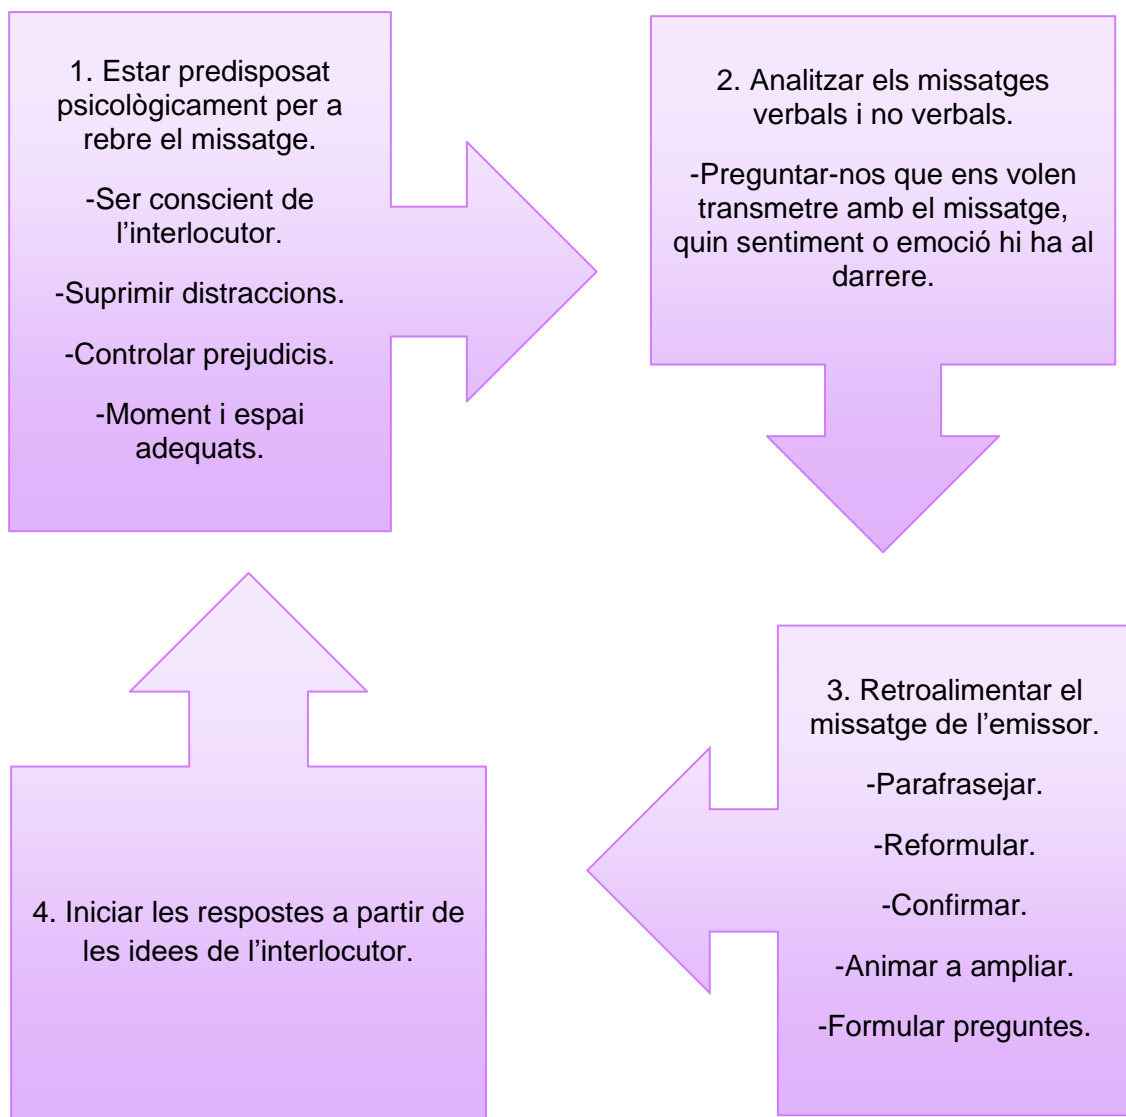 1. Estar predisposat
psicològicament per a
rebre el missatge.
-Ser conscient de
l’interlocutor.
-Suprimir distraccions.
-Controlar prejudicis.
-Moment i espai
adequats.
2. Analitzar els missatges
verbals i no verbals.
-Preguntar-nos que ens volen
transmetre amb el missatge,
quin sentiment o emoció hi ha al
darrere.
3. Retroalimentar el
missatge de l’emissor.
-Parafrasejar.
-Reformular.
-Confirmar.
-Animar a ampliar.
-Formular preguntes.
4. Iniciar les respostes a partir de
les idees de l’interlocutor.